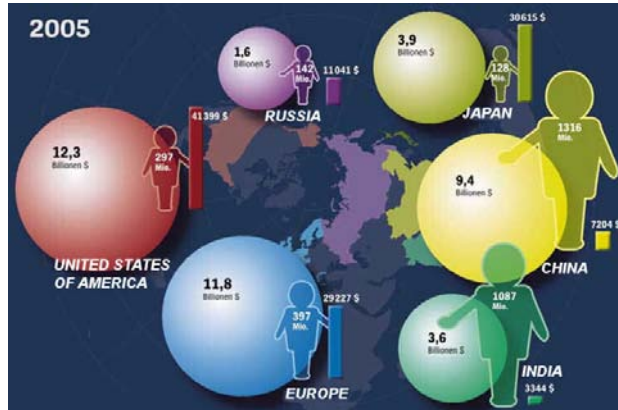 2005
1,6
Billionen $
142
Mio.
11041 $
RUSSIA
3,9
Billionen $
128
Mio.
30615 $
JAPAN
12,3
Billionen $
297
Mio.
41399 $
UNITED STATES
OF AMERICA
1316
Mio.
9,4
Billionen $
7204 $
CHINA
11,8
Billionen $
397
Mio.
29227 $
EUROPE
1087
Mio.
3,6
Billionen $
3344 $
INDIA